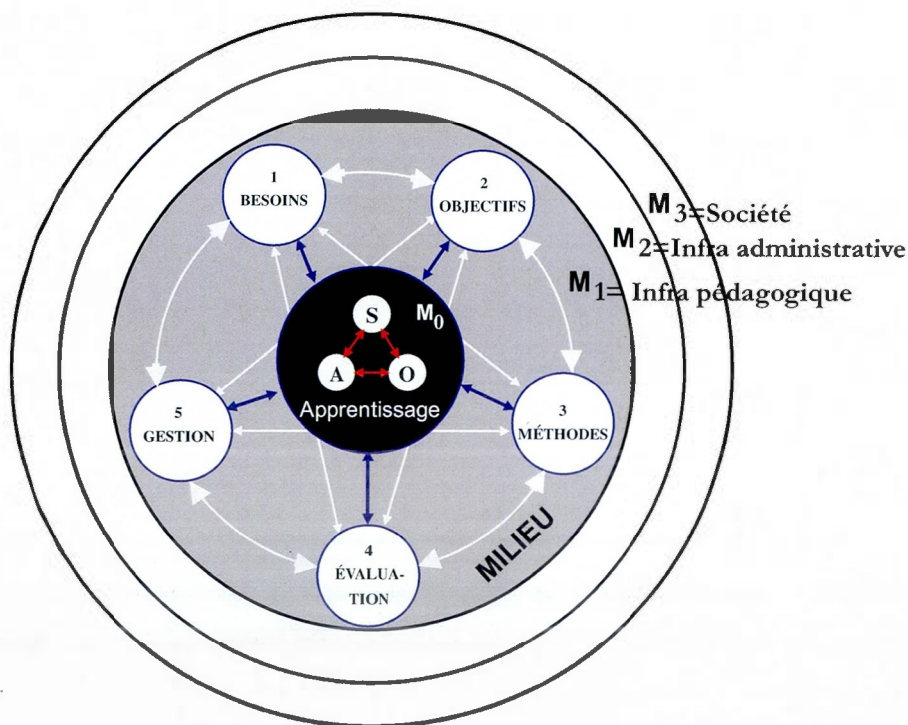 1
BESOINS
2
OBJECTIFS
M3=Société
M2=Infra administrative
M1= Infra pédagogique
M0
S
A
O
Apprentissage
5
GESTION
3
MÉTHODES
4
ÉVALUA-
TION
MILIEU